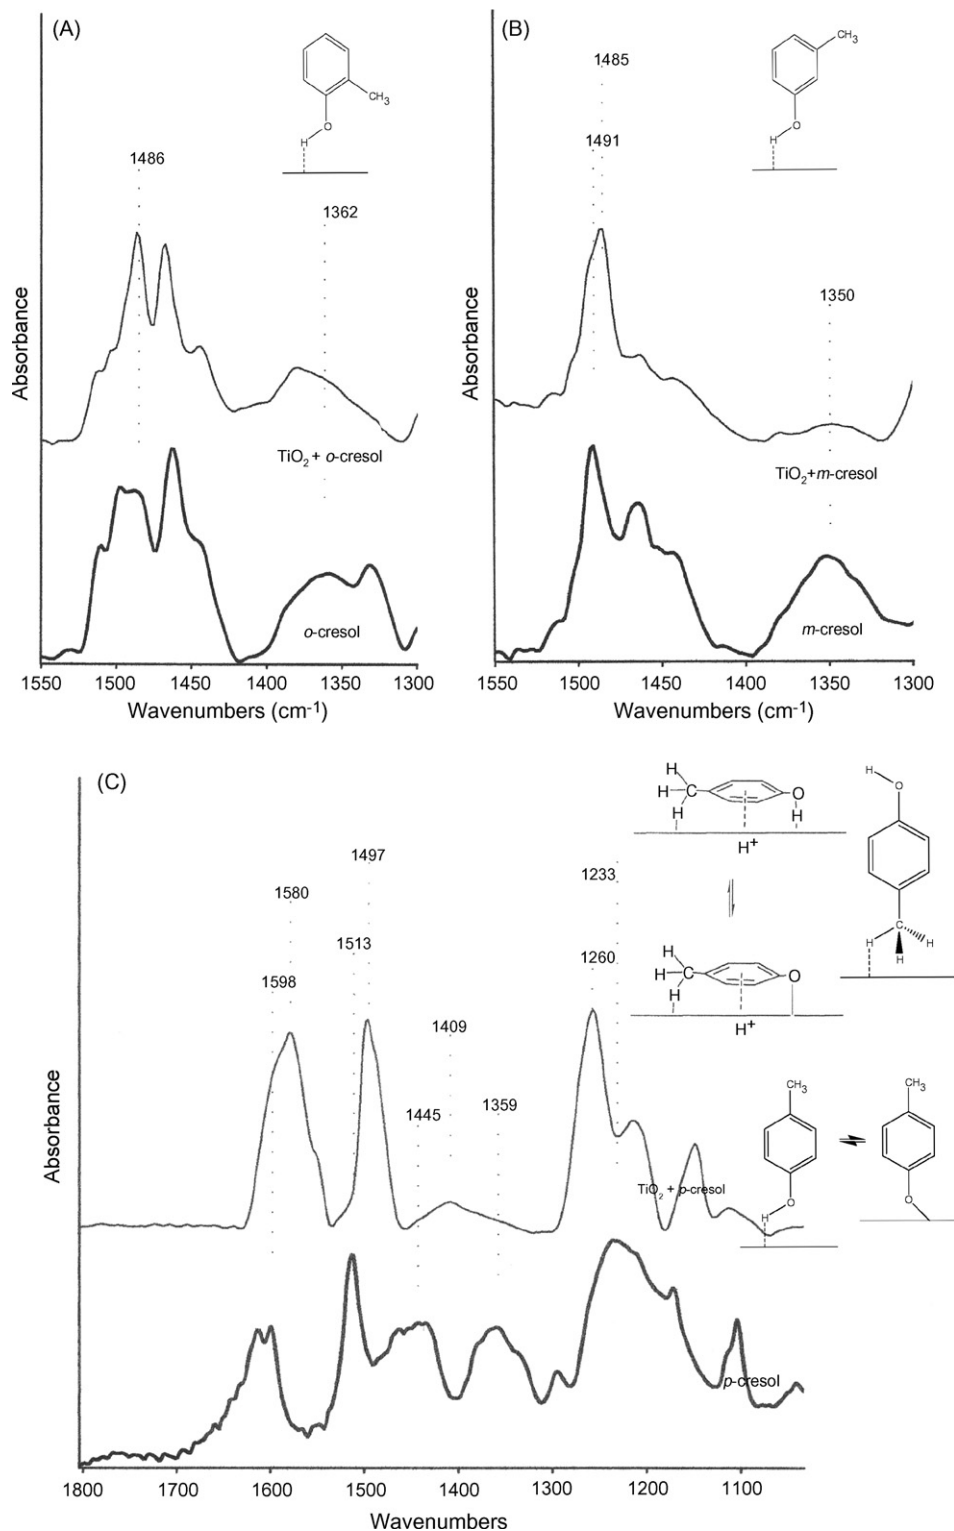 (A)
CH3
O
H
1486
1362
TiO2 + o-cresol
o-cresol
Absorbance
1550 1500 1450 1400 1350 1300
Wavenumbers (cm-1)
(B)
CH3
O
H
1485
1491
1350
TiO2+m-cresol
m-cresol
Absorbance
1550 1500 1450 1400 1350 1300
Wavenumbers (cm-1)
(C)
H
H C O
H H
H+
H
O
C
H H
H
H
H C O
H
H+
CH3
O
H
CH3
O
1497
1580
1513
1598
1409
1445
1359
1233
1260
TiO2 + p-cresol
p-cresol
Absorbance
1800 1700 1600 1500 1400 1300 1200 1100
Wavenumbers